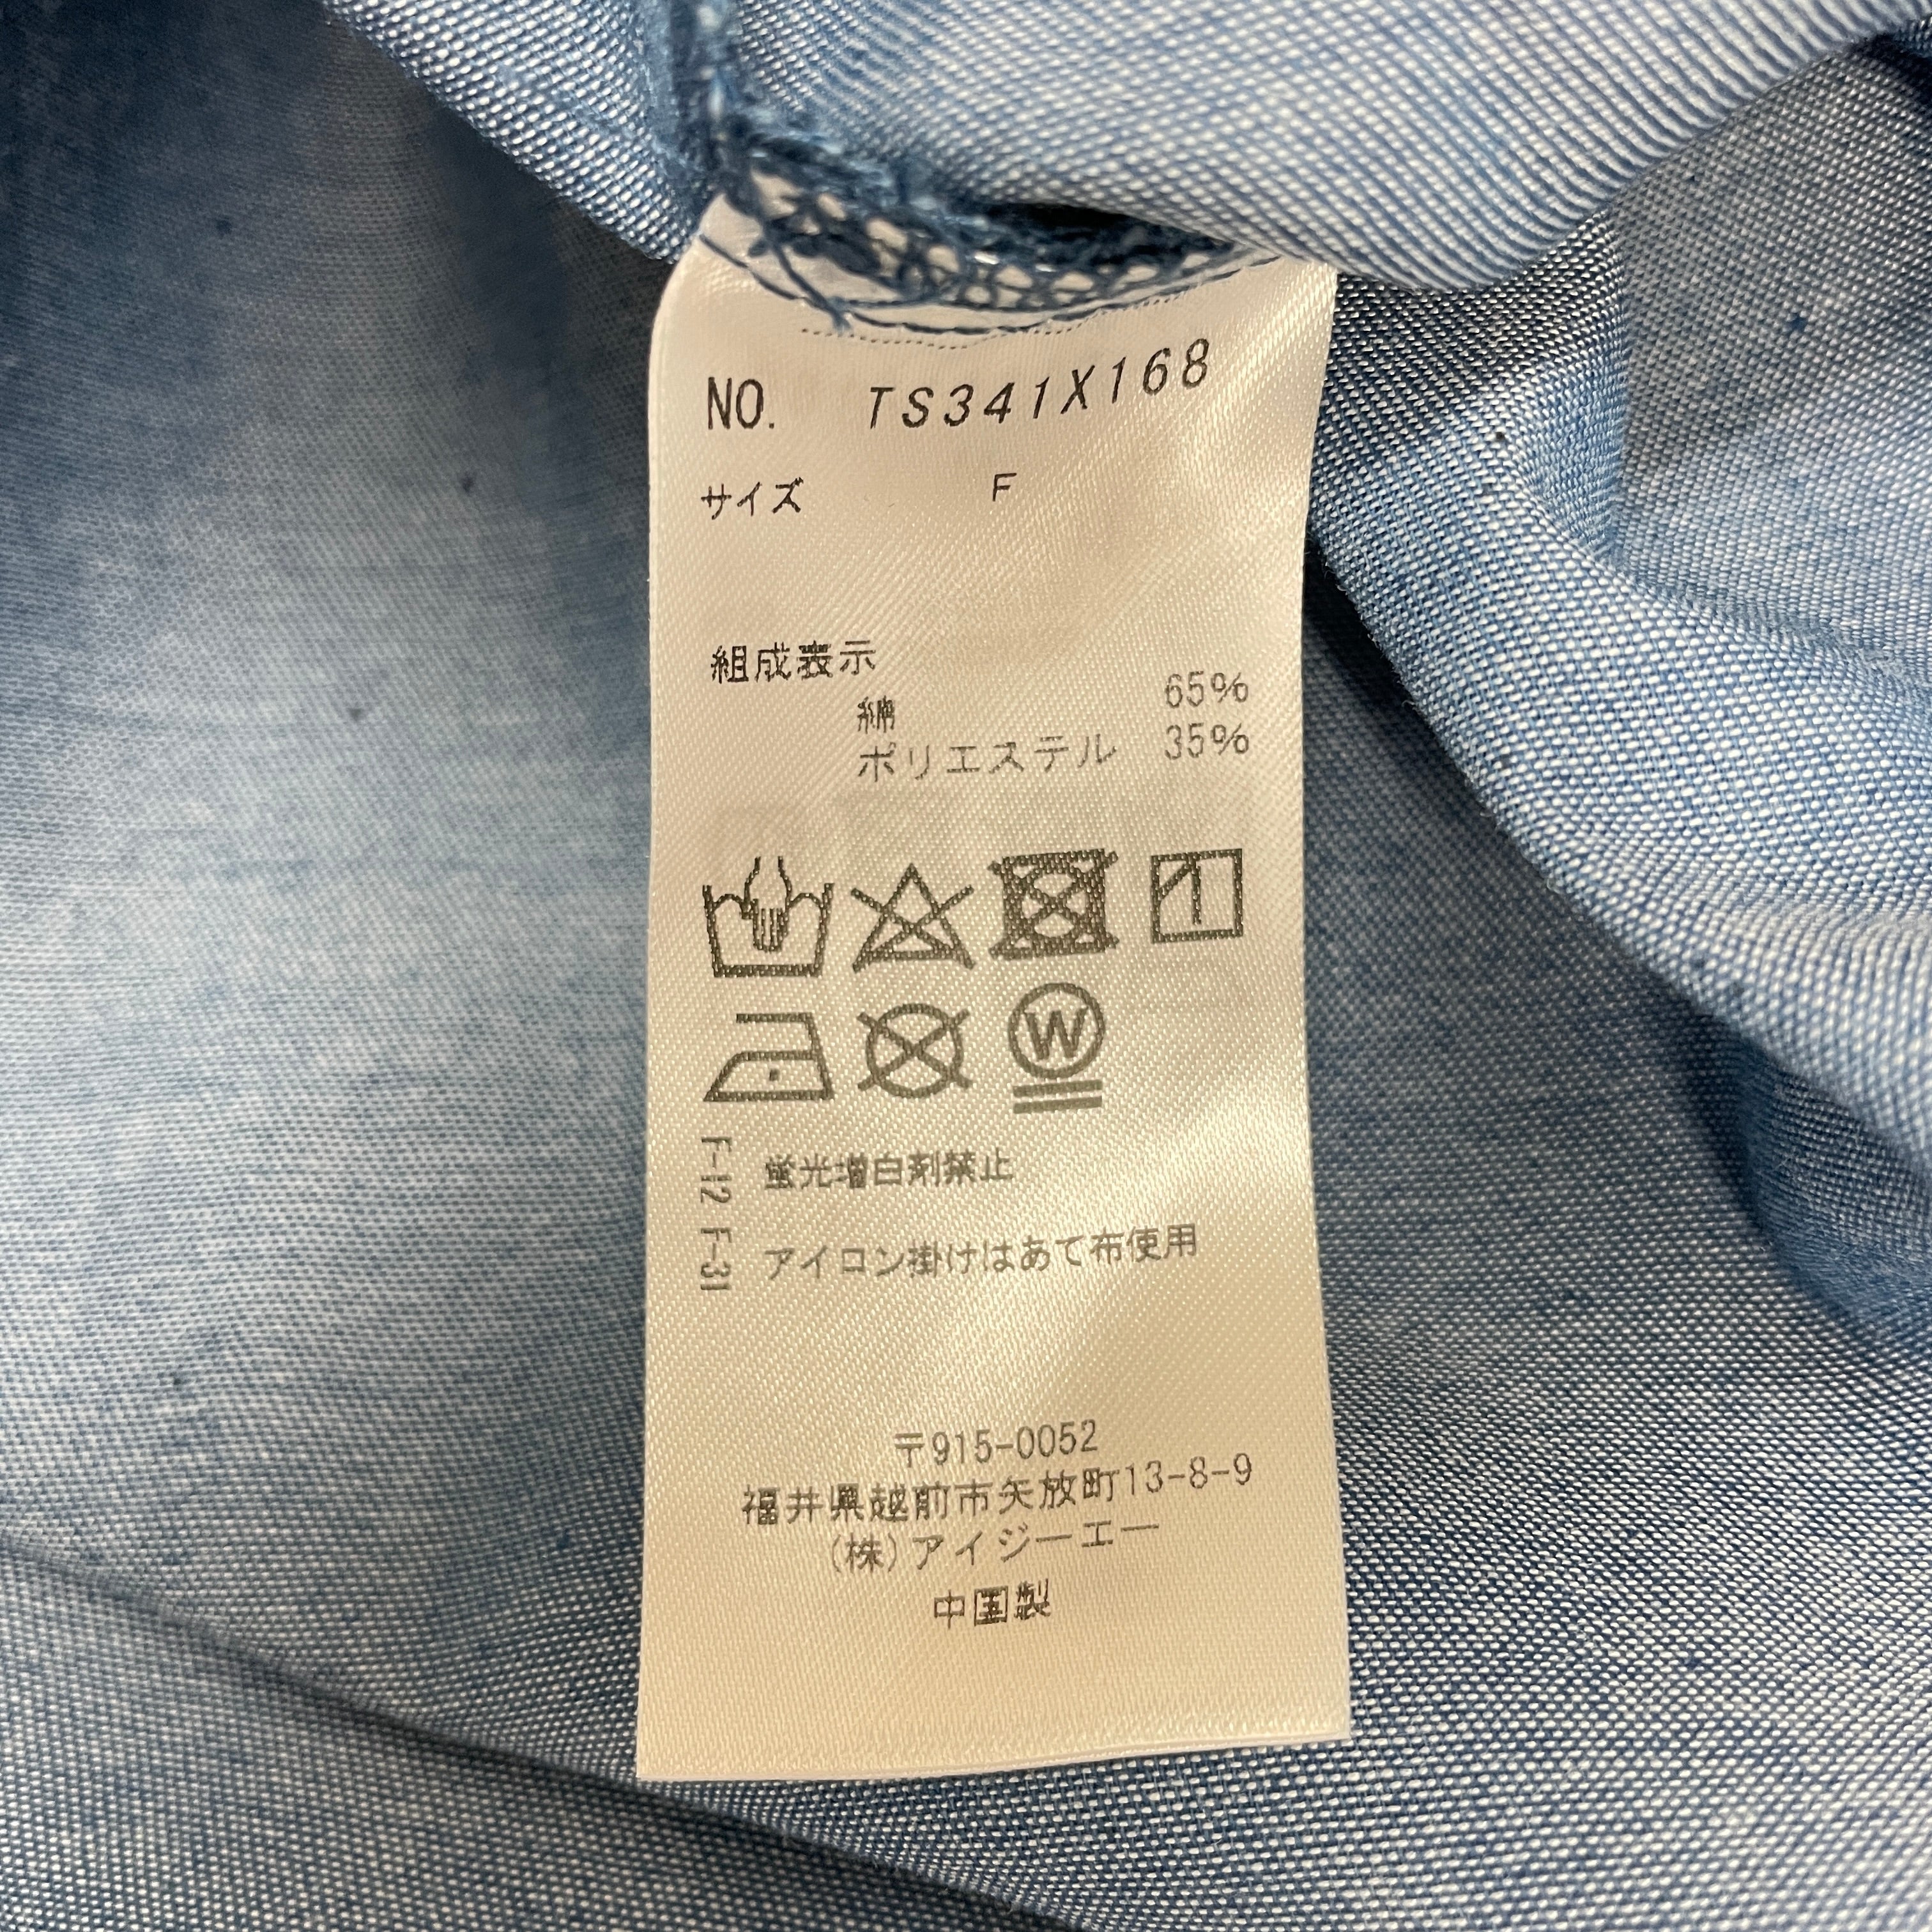 NO. TS341X168
サイズ F
組成表示
綿 65%
ポリエステル 35%
W
F-12 蛍光増白剤禁止
F-31 アイロン掛けはあて布使用
〒915-0052
福井県越前市矢放町13-8-9
(株)アイジーエー
中国製